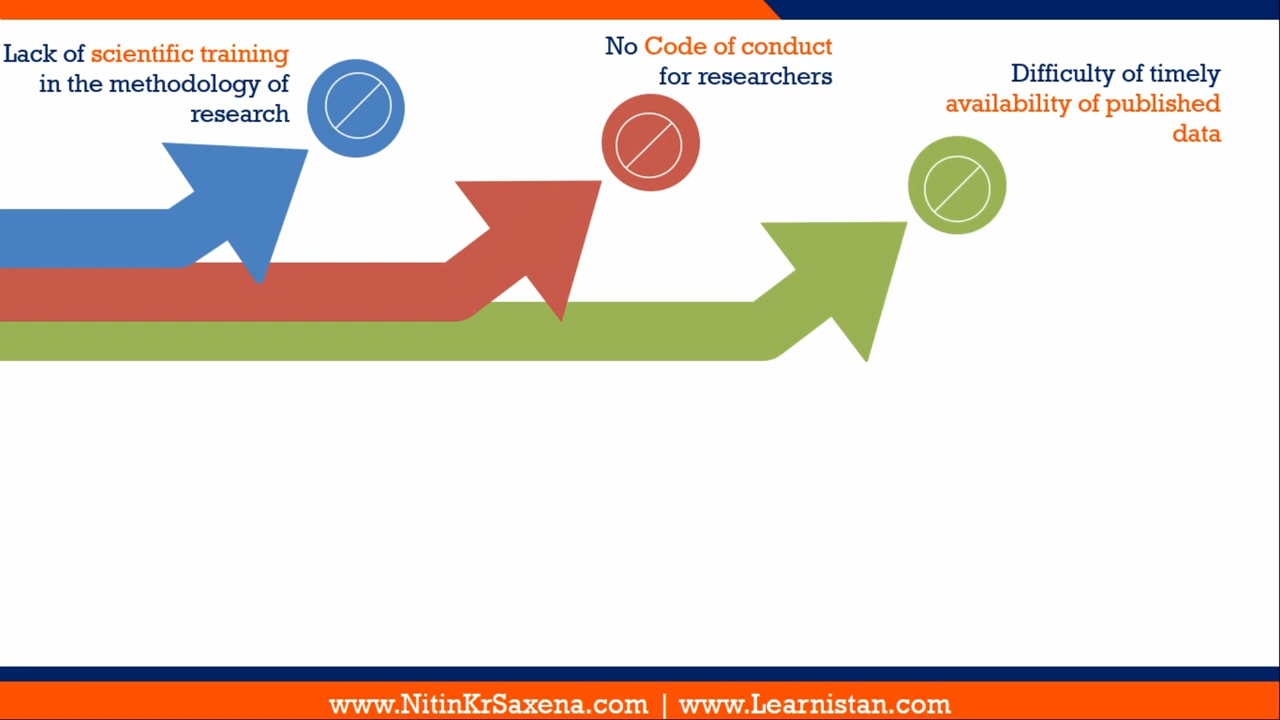 Lack of scientific training
in the methodology of
research
No Code of conduct
for researchers
Difficulty of timely
availability of published
data
www.NitinKrSaxena.com | www.Learnistan.com